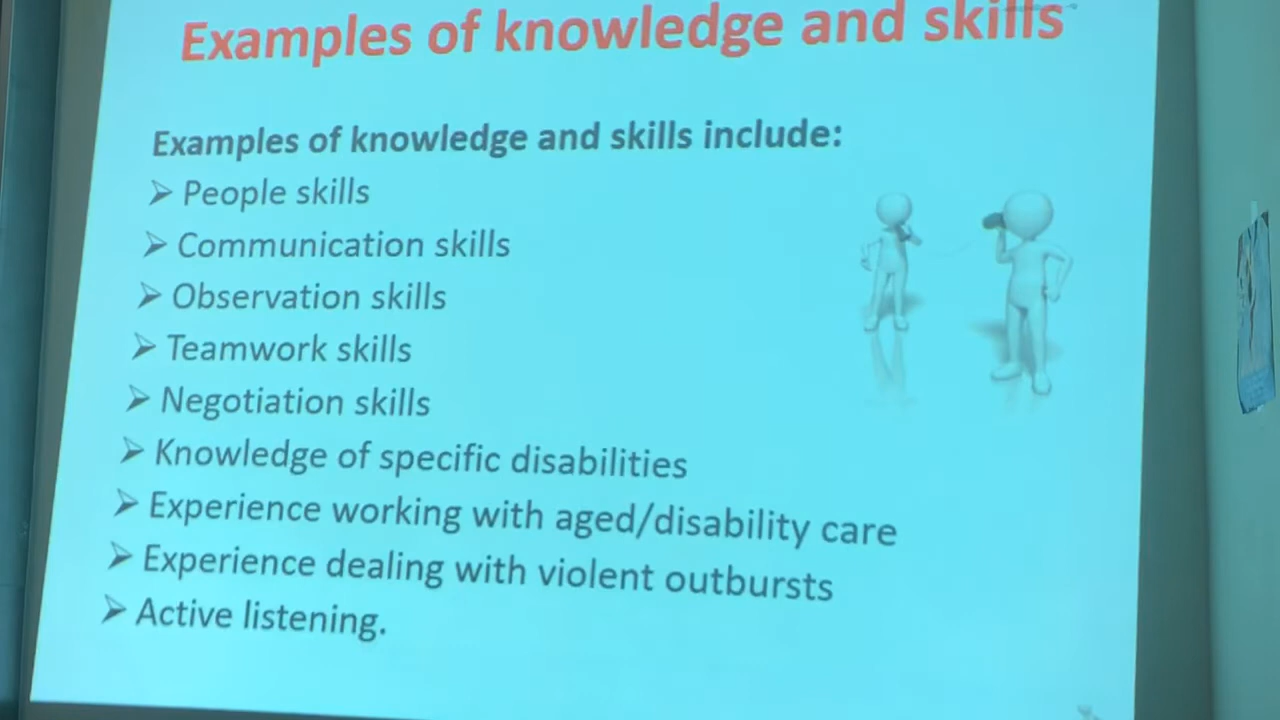 Examples of knowledge and skills
Examples of knowledge and skills include:
➢ People skills
➢ Communication skills
➢ Observation skills
➢ Teamwork skills
➢ Negotiation skills
➢ Knowledge of specific disabilities
➢ Experience working with aged/disability care
➢ Experience dealing with violent outbursts
➢ Active listening.